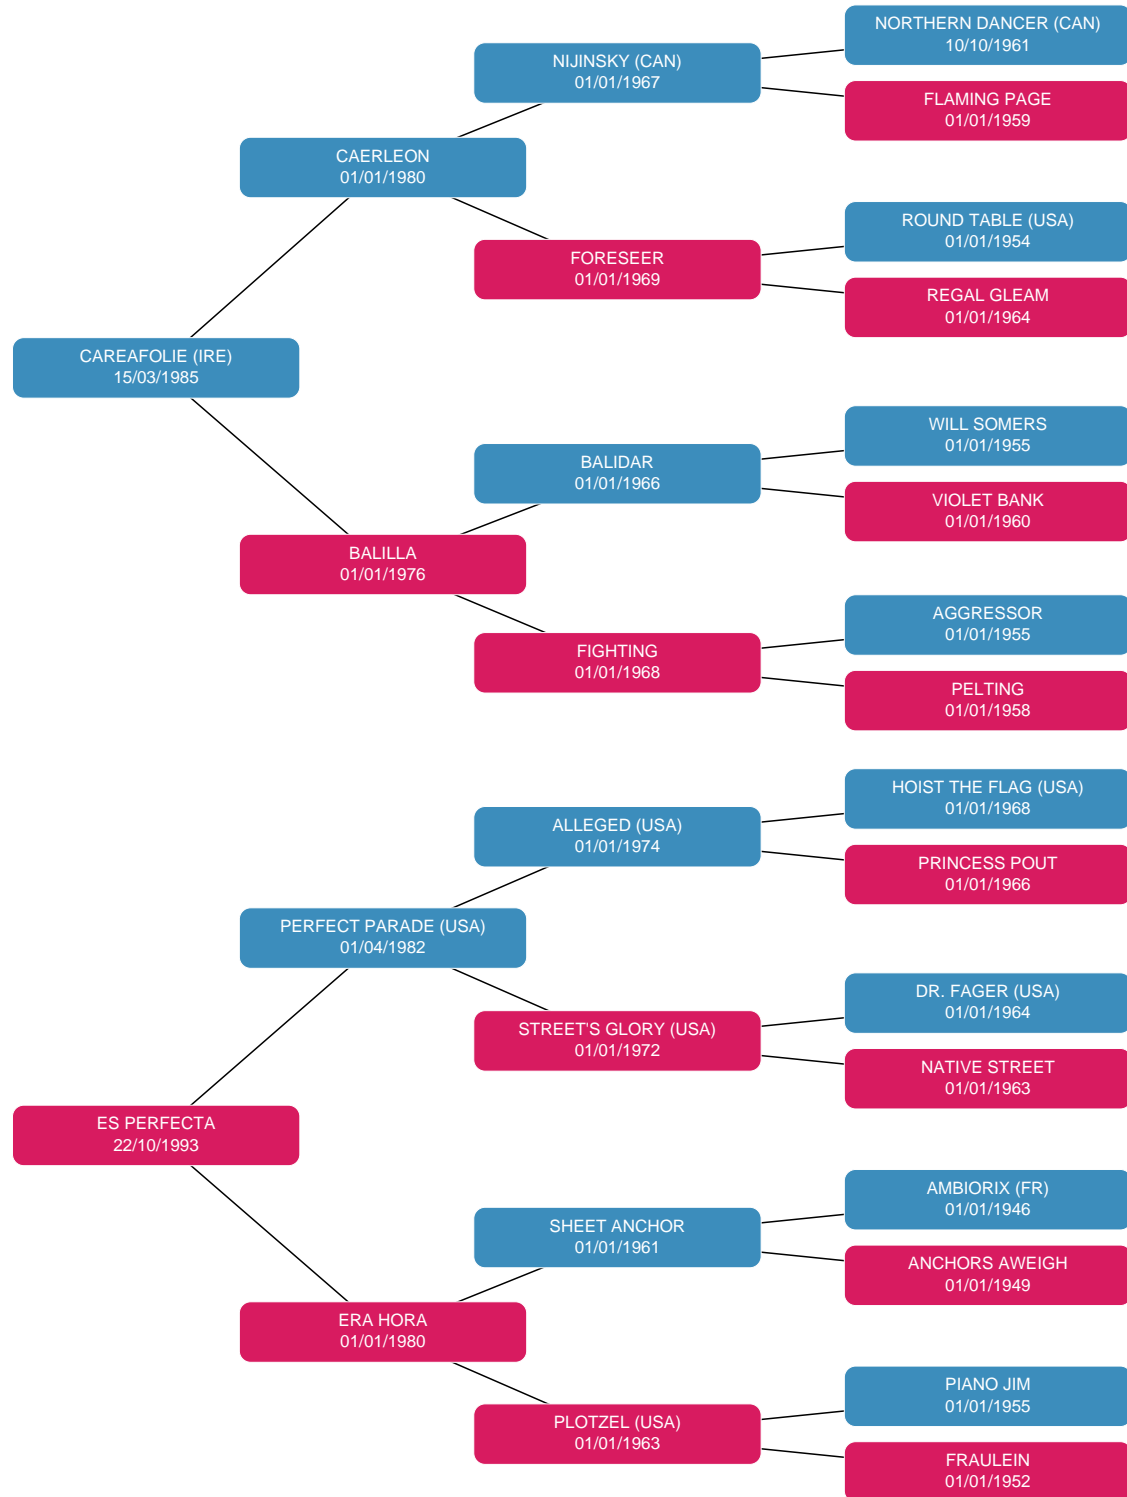 NORTHERN DANCER (CAN)
10/10/1961
NIJINSKY (CAN)
01/01/1967
FLAMING PAGE
01/01/1959
CAERLEON
01/01/1980
ROUND TABLE (USA)
01/01/1954
FORESEER
01/01/1969
REGAL GLEAM
01/01/1964
CAREAFOLIE (IRE)
15/03/1985
WILL SOMERS
01/01/1955
BALIDAR
01/01/1966
VIOLET BANK
01/01/1960
BALILLA
01/01/1976
AGGRESSOR
01/01/1955
FIGHTING
01/01/1968
PELTING
01/01/1958
HOIST THE FLAG (USA)
01/01/1968
ALLEGED (USA)
01/01/1974
PRINCESS POUT
01/01/1966
PERFECT PARADE (USA)
01/04/1982
DR. FAGER (USA)
01/01/1964
STREET'S GLORY (USA)
01/01/1972
NATIVE STREET
01/01/1963
ES PERFECTA
22/10/1993
AMBIORIX (FR)
01/01/1946
SHEET ANCHOR
01/01/1961
ANCHORS AWEIGH
01/01/1949
ERA HORA
01/01/1980
PIANO JIM
01/01/1955
PLOTZEL (USA)
01/01/1963
FRAULEIN
01/01/1952